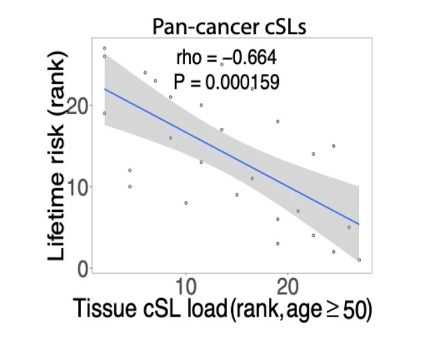 Pan-cancer cSLs
rho = −0.664
P = 0.000159
Lifetime risk (rank)
20
10
0
10
20
Tissue cSL load(rank, age ≥ 50)